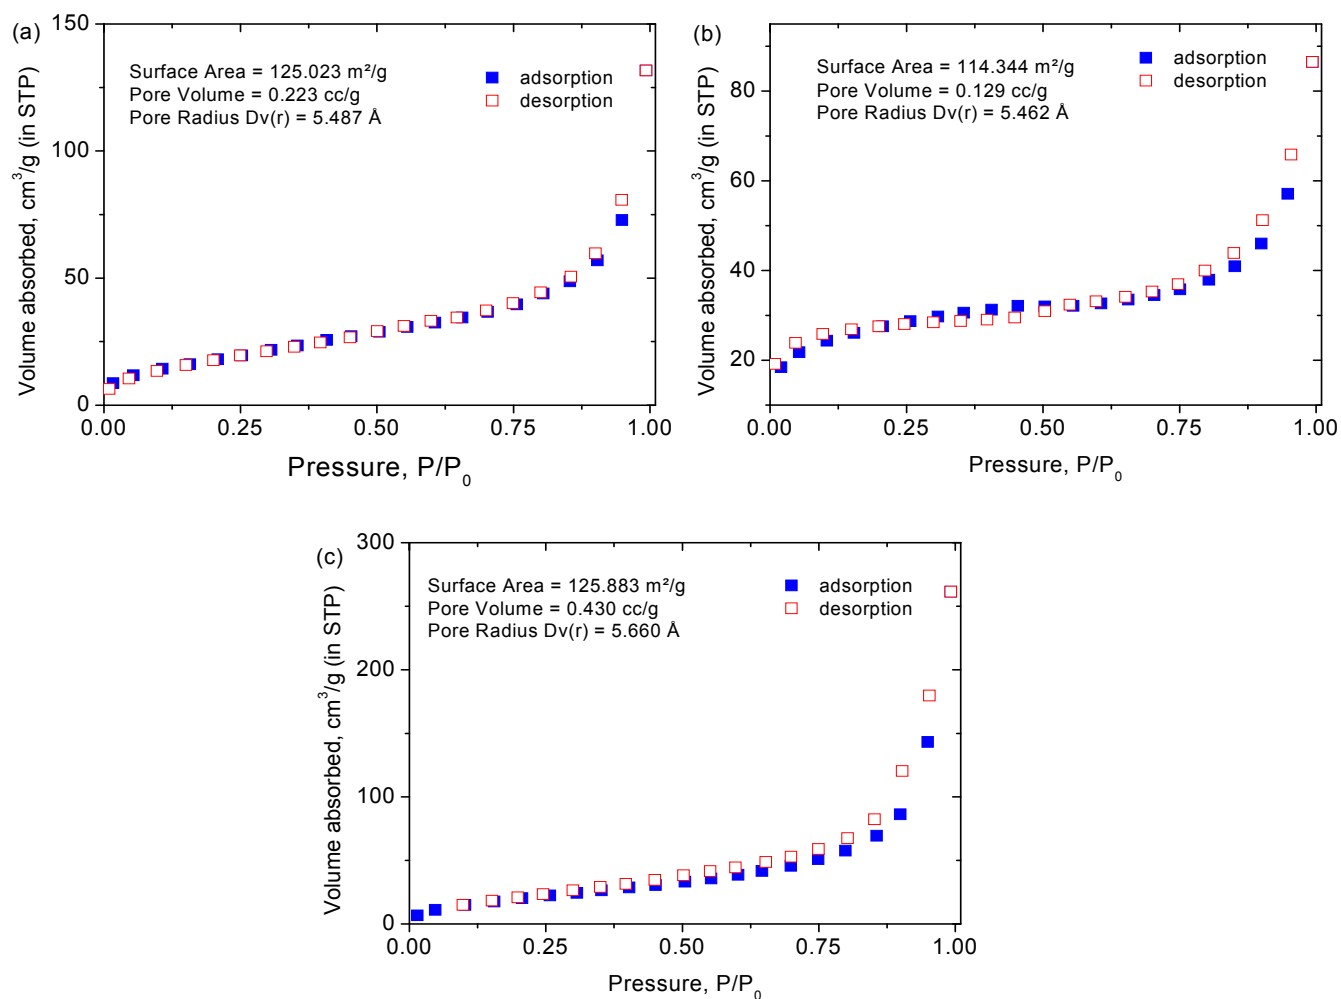 (a)
Surface Area = 125.023 m²/g
Pore Volume = 0.223 cc/g
Pore Radius Dv(r) = 5.487 Å
adsorption
desorption
Volume absorbed, cm³/g (in STP)
150
100
50
0
0.00 0.25 0.50 0.75 1.00
Pressure, P/P₀
(b)
Surface Area = 114.344 m²/g
Pore Volume = 0.129 cc/g
Pore Radius Dv(r) = 5.462 Å
adsorption
desorption
Volume absorbed, cm³/g (in STP)
80
60
40
20
0.00 0.25 0.50 0.75 1.00
Pressure, P/P₀
(c)
Surface Area = 125.883 m²/g
Pore Volume = 0.430 cc/g
Pore Radius Dv(r) = 5.660 Å
adsorption
desorption
Volume absorbed, cm³/g (in STP)
300
200
100
0
0.00 0.25 0.50 0.75 1.00
Pressure, P/P₀